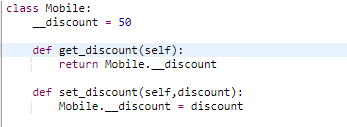 class Mobile:
    __discount = 50
    def get_discount(self):
        return Mobile.__discount
    def set_discount(self,discount):
        Mobile.__discount = discount